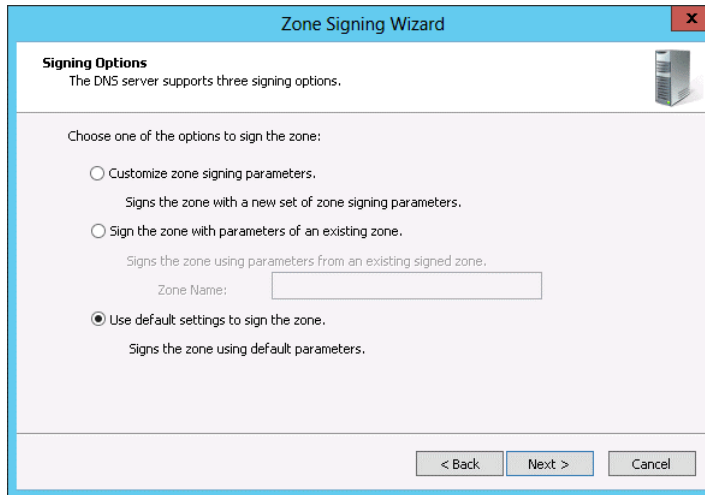 Zone Signing Wizard
x
Signing Options
The DNS server supports three signing options.
Choose one of the options to sign the zone:
Customize zone signing parameters.
Signs the zone with a new set of zone signing parameters.
Sign the zone with parameters of an existing zone.
Signs the zone using parameters from an existing signed zone.
Zone Name:
Use default settings to sign the zone.
Signs the zone using default parameters.
< Back Next > Cancel